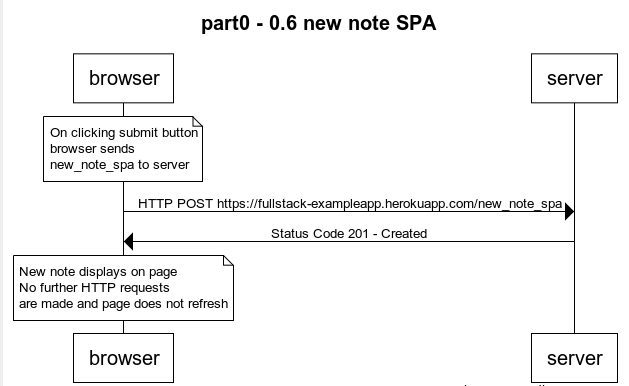 part0 - 0.6 new note SPA
browser
server
On clicking submit button
browser sends
new_note_spa to server
HTTP POST https://fullstack-exampleapp.herokuapp.com/new_note_spa
Status Code 201 - Created
New note displays on page
No further HTTP requests
are made and page does not refresh
browser
server